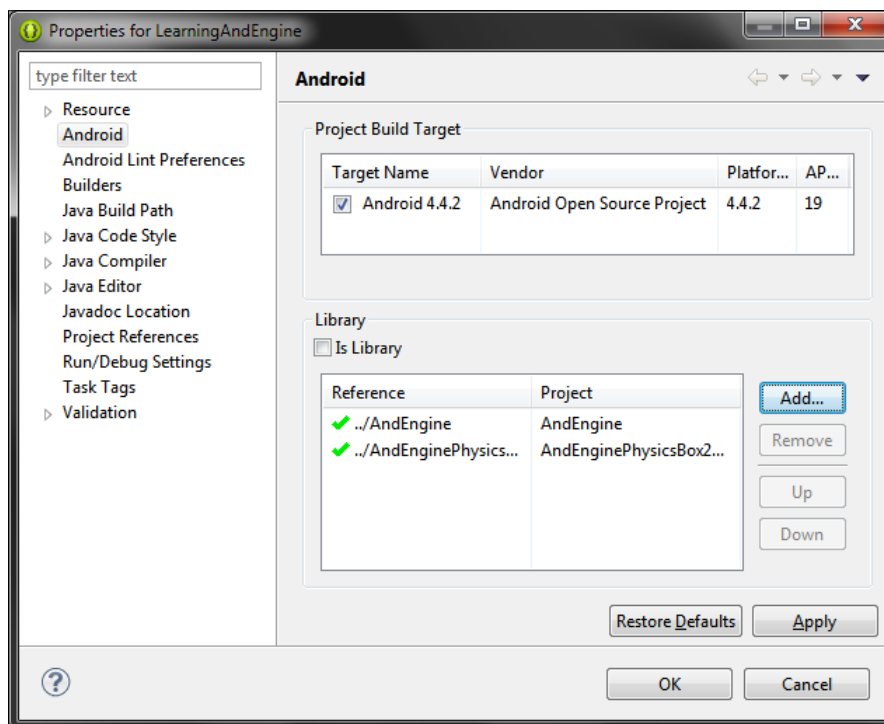 Properties for LearningAndEngine
type filter text
Resource
Android
Android Lint Preferences
Builders
Java Build Path
Java Code Style
Java Compiler
Java Editor
Javadoc Location
Project References
Run/Debug Settings
Task Tags
Validation
Android
Project Build Target
Target Name Vendor Platfor... AP...
Android 4.4.2 Android Open Source Project 4.4.2 19
Library
Is Library
Reference Project
../AndEngine AndEngine
../AndEnginePhysics... AndEnginePhysicsBox2...
Add...
Remove
Up
Down
Restore Defaults Apply
? OK Cancel